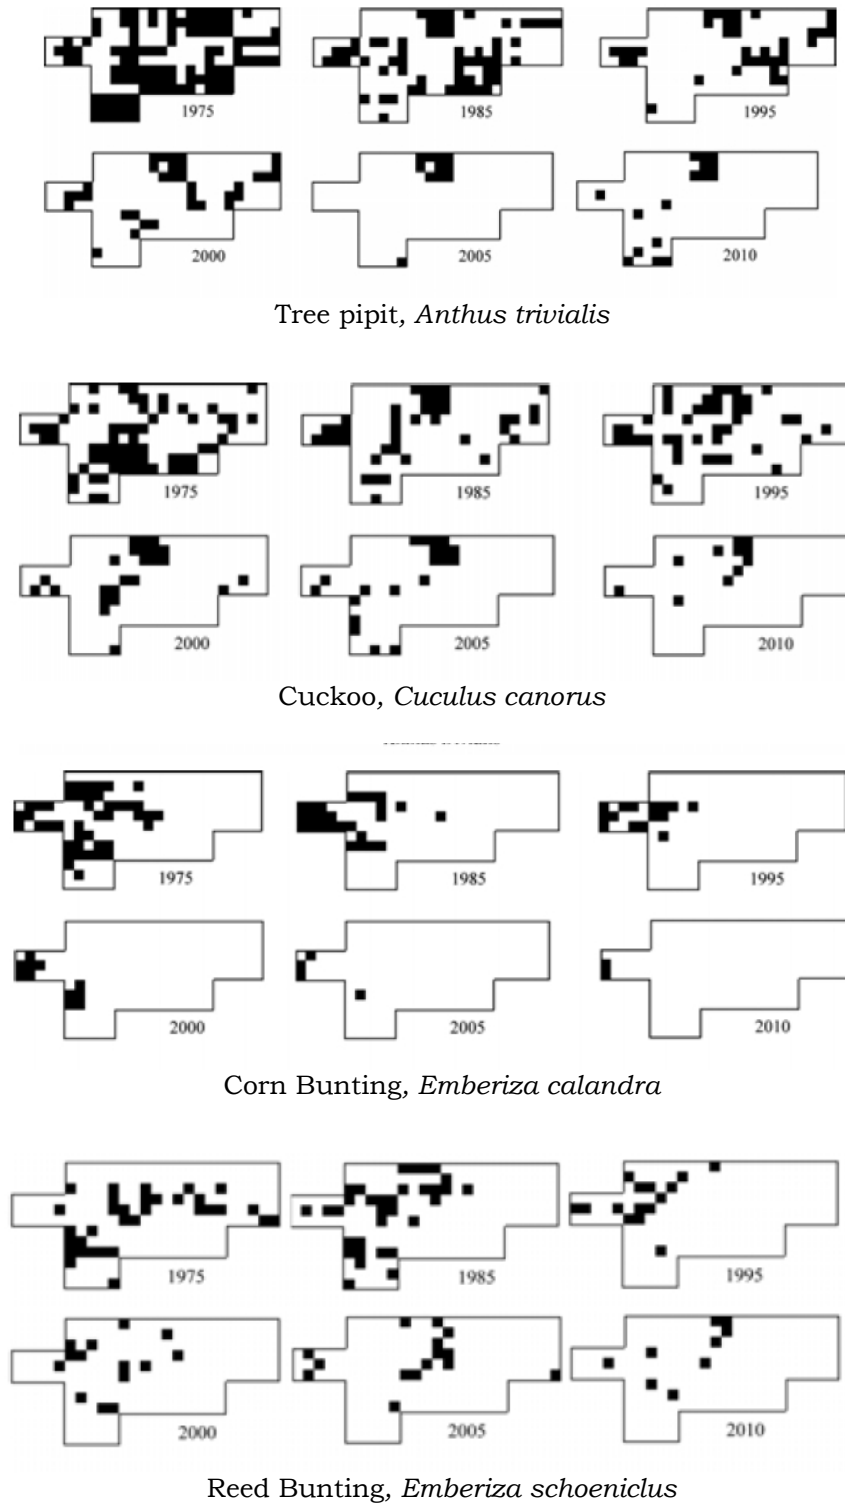 1975 1985 1995
2000 2005 2010
Tree pipit, Anthus trivialis
1975 1985 1995
2000 2005 2010
Cuckoo, Cuculus canorus
1975 1985 1995
2000 2005 2010
Corn Bunting, Emberiza calandra
1975 1985 1995
2000 2005 2010
Reed Bunting, Emberiza schoeniclus